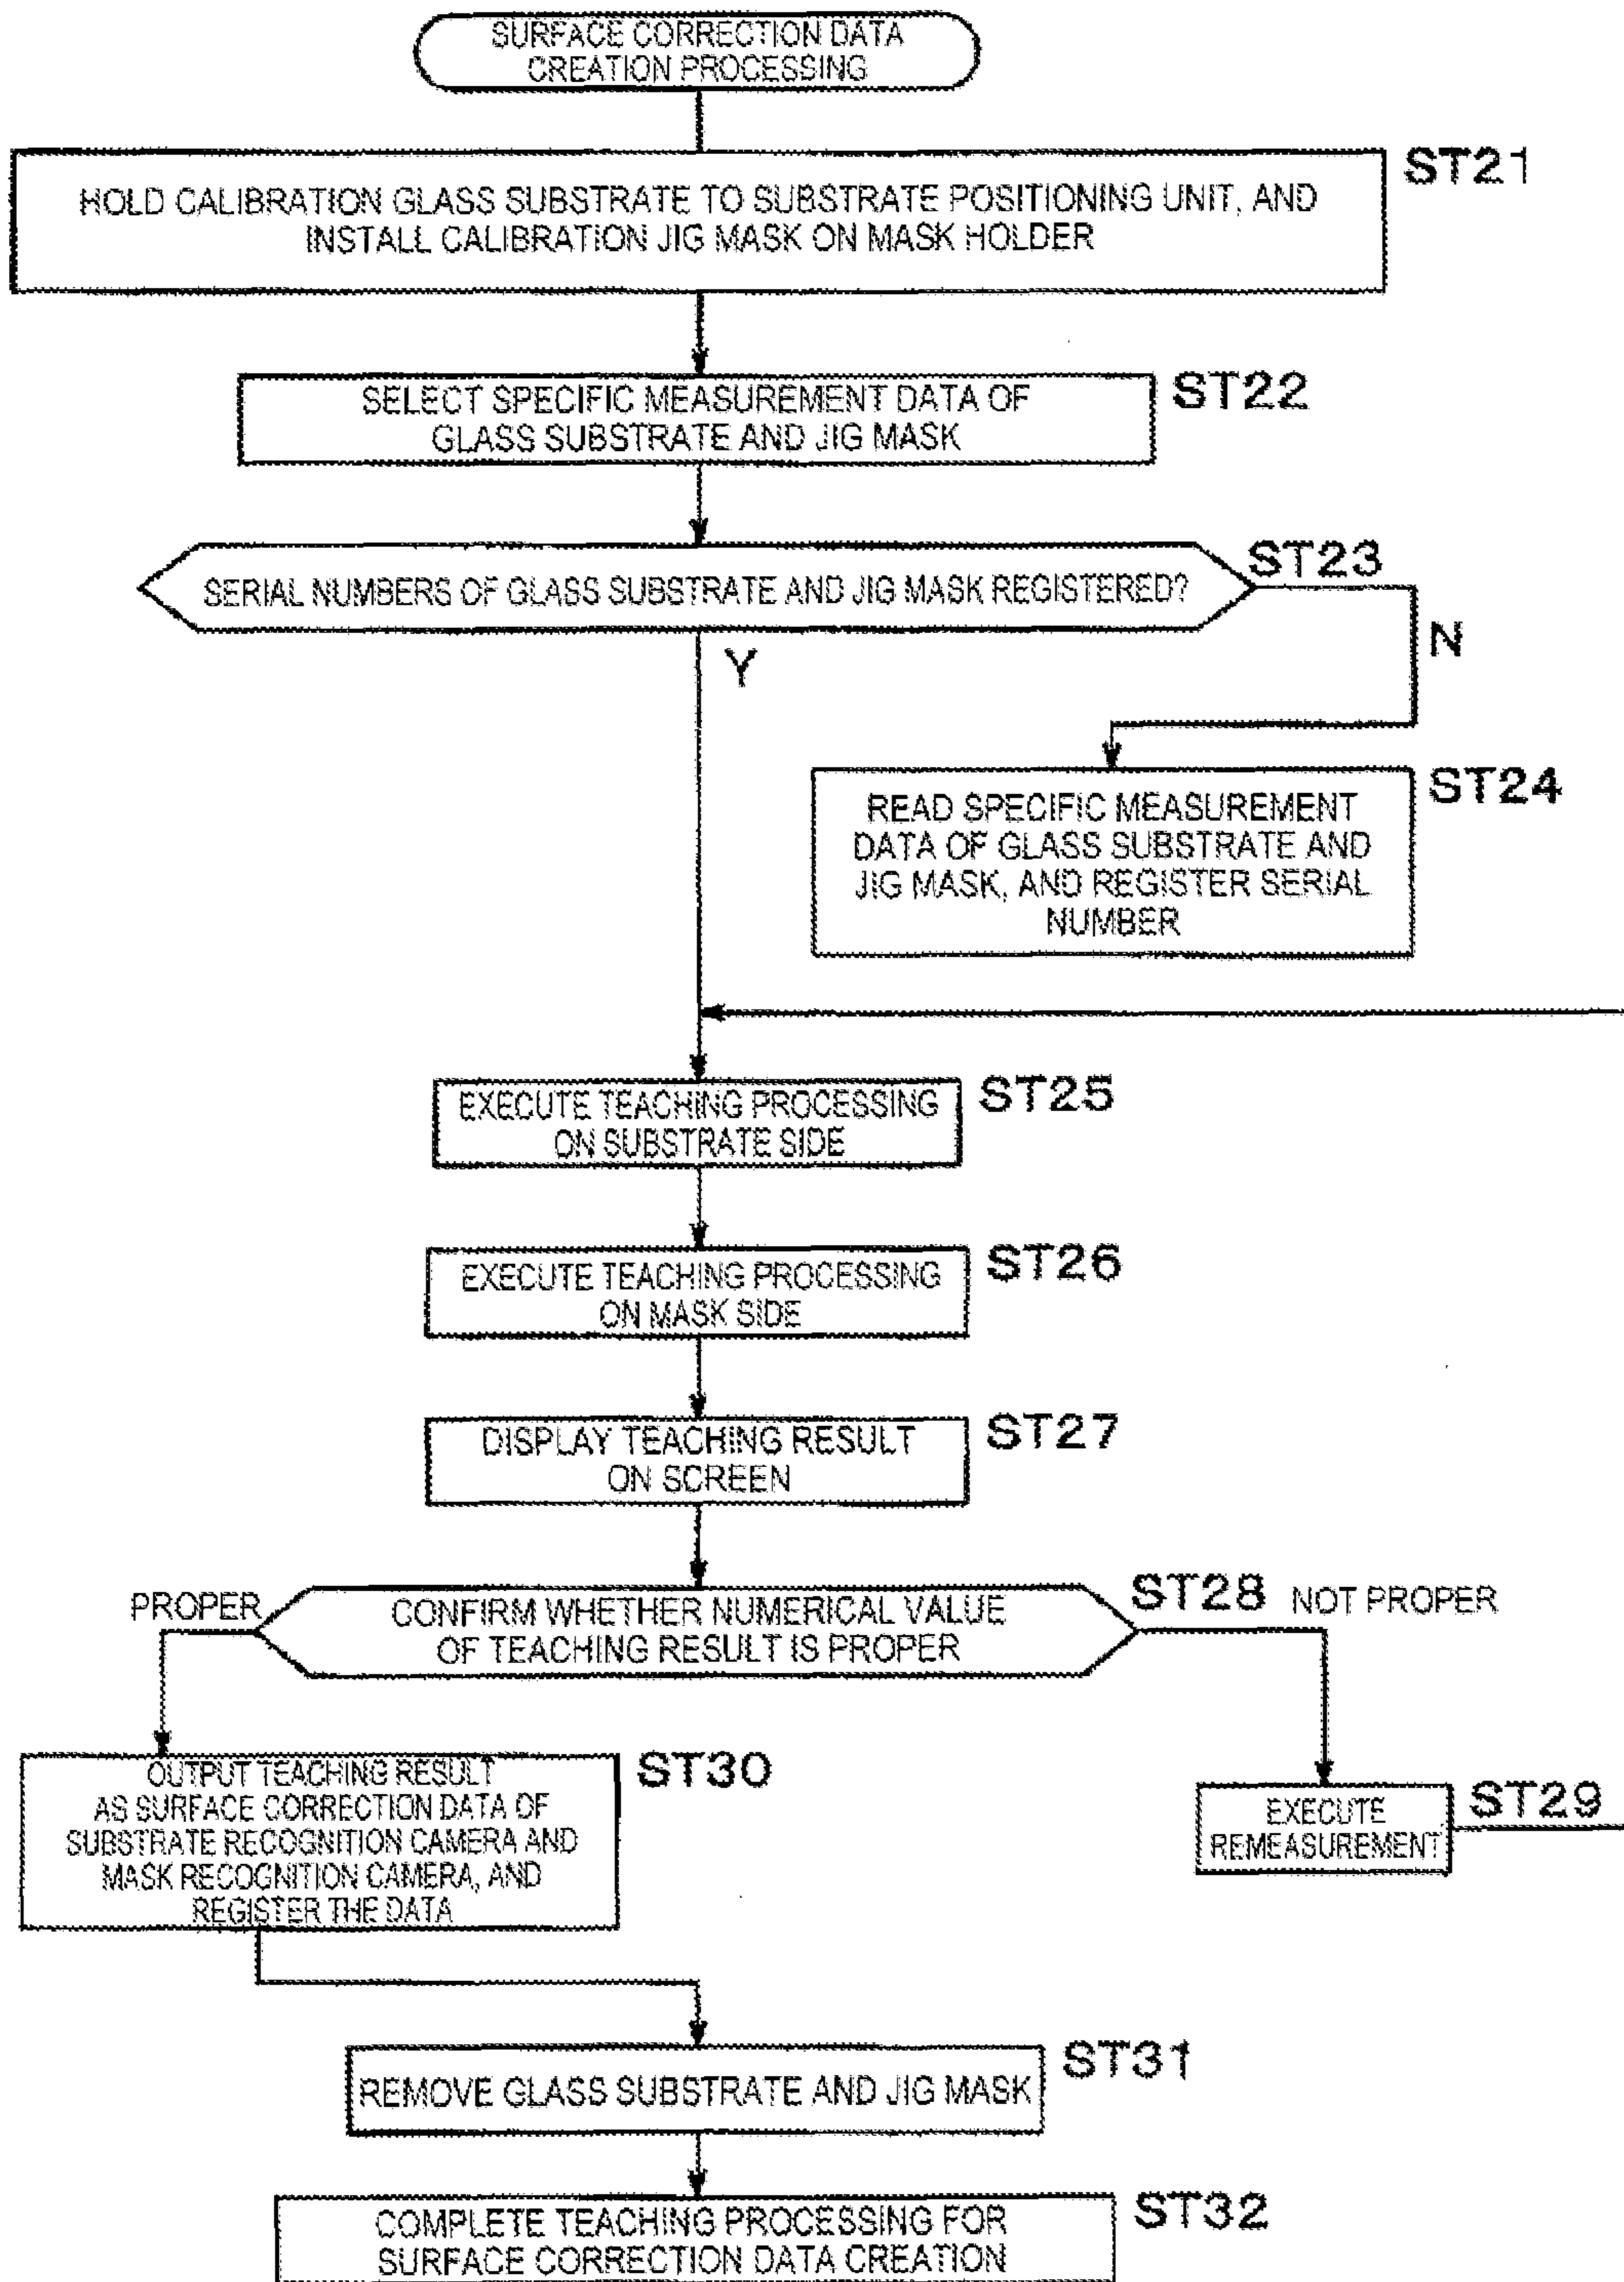 SURFACE CORRECTION DATA
CREATION PROCESSING
ST21
HOLD CALIBRATION GLASS SUBSTRATE TO SUBSTRATE POSITIONING UNIT, AND
INSTALL CALIBRATION JIG MASK ON MASK HOLDER
ST22
SELECT SPECIFIC MEASUREMENT DATA OF
GLASS SUBSTRATE AND JIG MASK
ST23
SERIAL NUMBERS OF GLASS SUBSTRATE AND JIG MASK REGISTERED?
N
Y
ST24
READ SPECIFIC MEASUREMENT
DATA OF GLASS SUBSTRATE AND
JIG MASK, AND REGISTER SERIAL
NUMBER
ST25
EXECUTE TEACHING PROCESSING
ON SUBSTRATE SIDE
ST26
EXECUTE TEACHING PROCESSING
ON MASK SIDE
ST27
DISPLAY TEACHING RESULT
ON SCREEN
PROPER
ST28 NOT PROPER
CONFIRM WHETHER NUMERICAL VALUE
OF TEACHING RESULT IS PROPER
ST30
OUTPUT TEACHING RESULT
AS SURFACE CORRECTION DATA OF
SUBSTRATE RECOGNITION CAMERA AND
MASK RECOGNITION CAMERA, AND
REGISTER THE DATA
ST29
EXECUTE
REMEASUREMENT
ST31
REMOVE GLASS SUBSTRATE AND JIG MASK
ST32
COMPLETE TEACHING PROCESSING FOR
SURFACE CORRECTION DATA CREATION